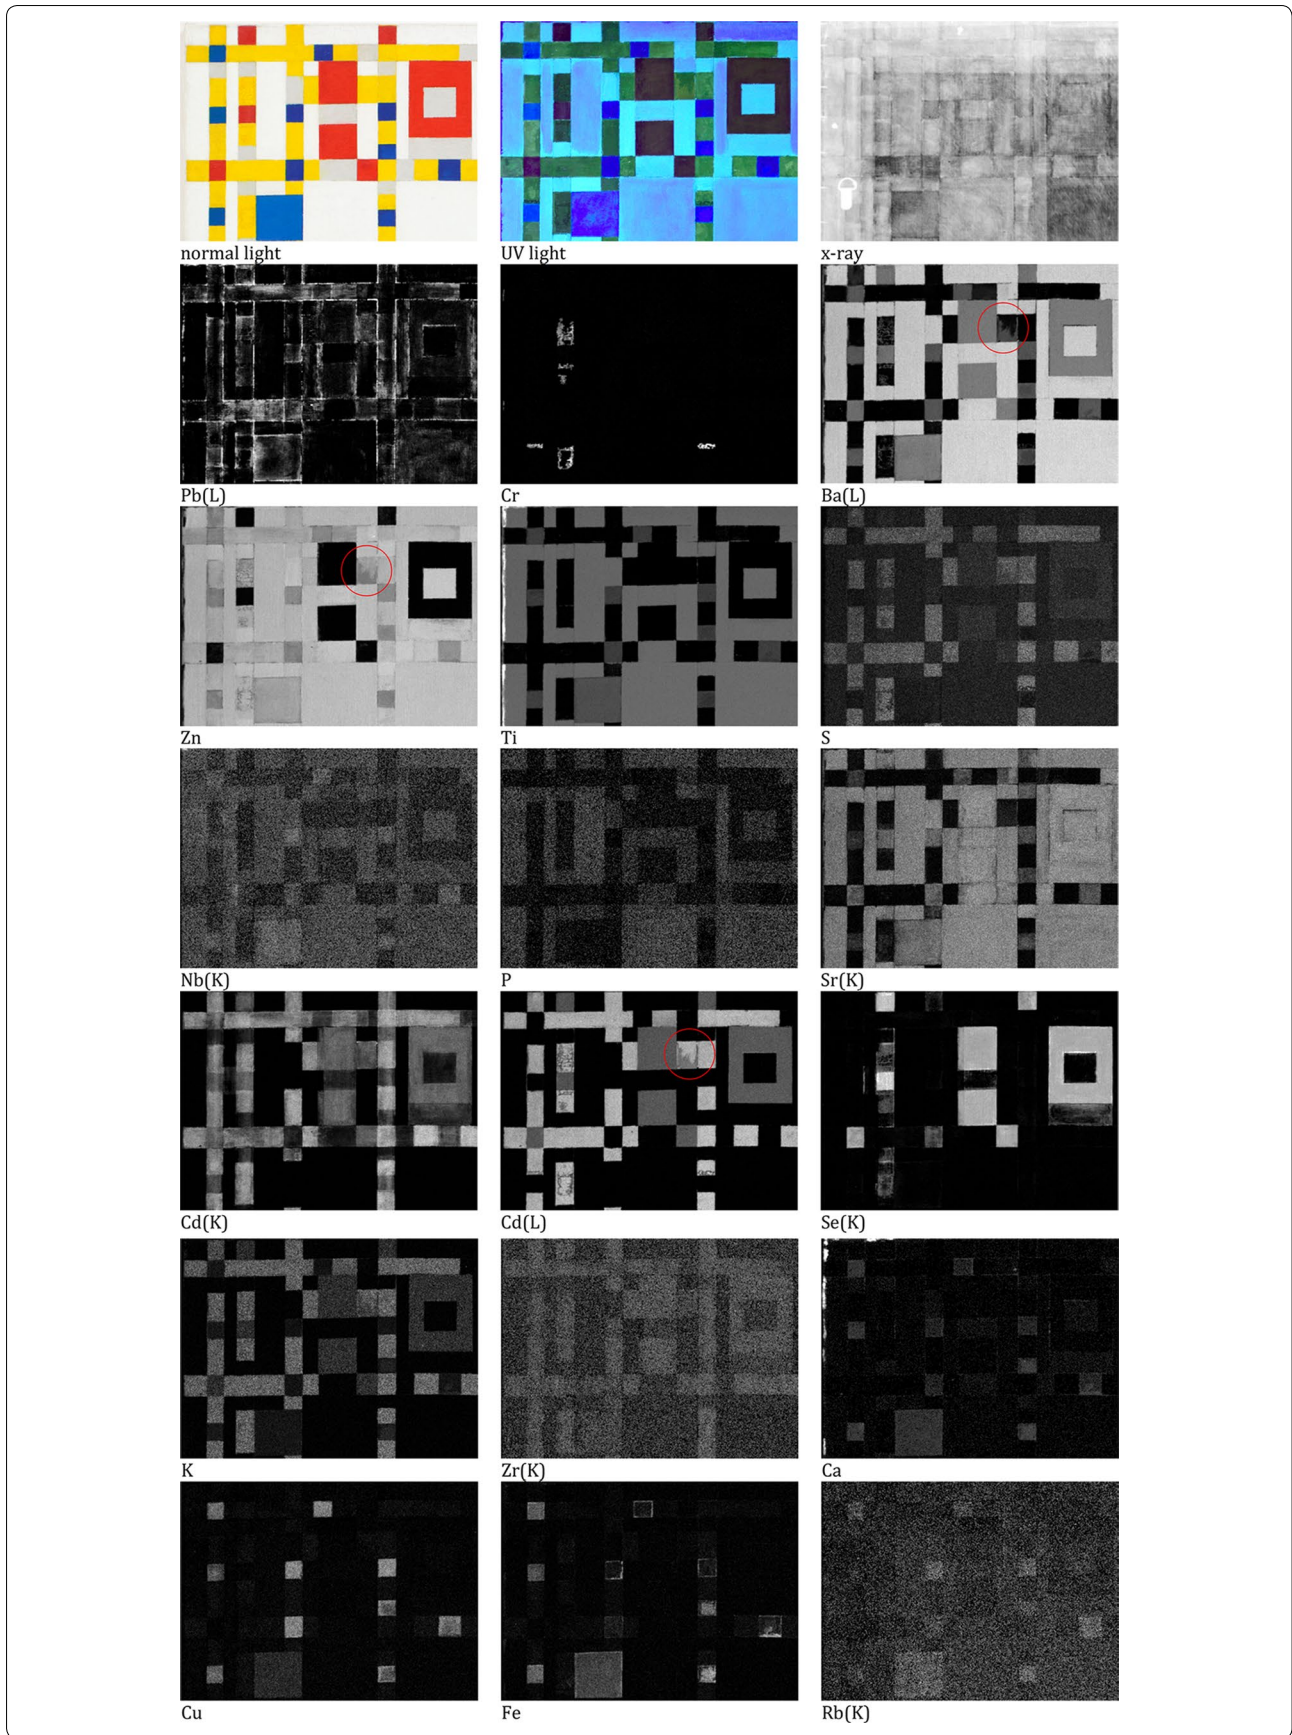 normal light
UV light
x-ray
Pb(L)
Cr
Ba(L)
Zn
Ti
S
Nb(K)
P
Sr(K)
Cd(K)
Cd(L)
Se(K)
K
Zr(K)
Ca
Cu
Fe
Rb(K)